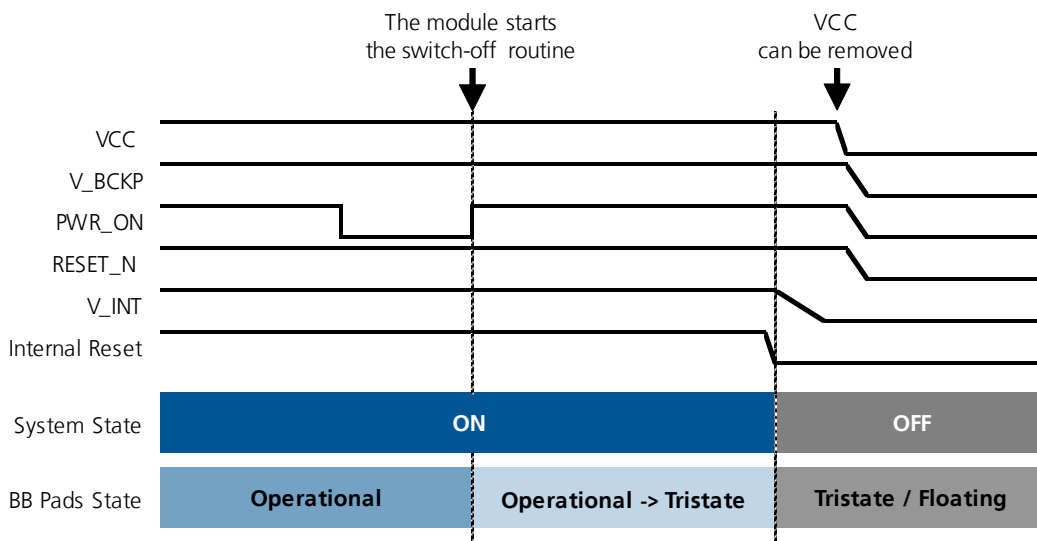 The module starts
the switch-off routine
VCC
can be removed
VCC
V_BCKP
PWR_ON
RESET_N
V_INT
Internal Reset
System State
ON
OFF
BB Pads State
Operational
Operational -> Tristate
Tristate / Floating